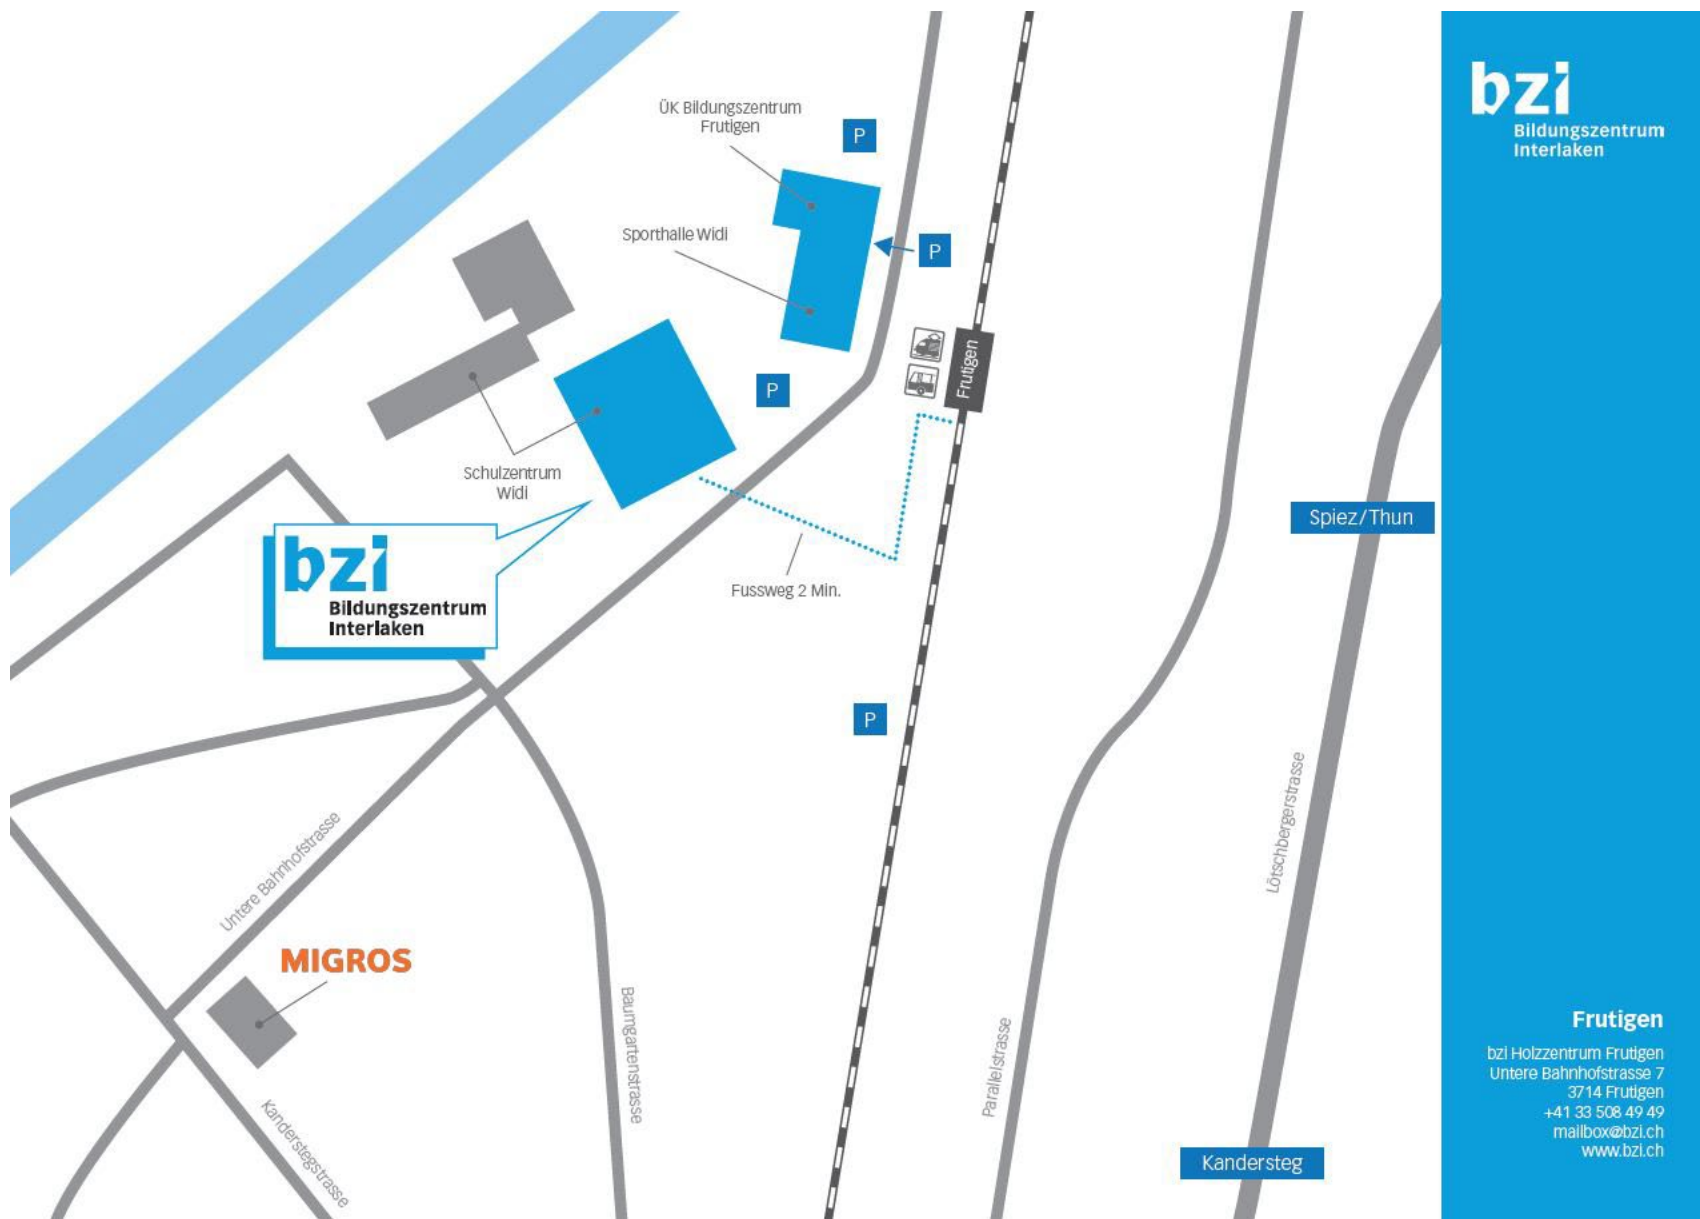 bzi
Bildungszentrum
Interlaken
ÜK Bildungszentrum
Frutigen
P
Sporthalle Widi
P
Frutigen
P
Schulzentrum
Widi
Spiez/Thun
bzi
Bildungszentrum
Interlaken
Fussweg 2 Min.
P
Lötschbergerstrasse
Untere Bahnhofstrasse
MIGROS
Baumgartenstrasse
Parallelstrasse
Kanderstegstrasse
Kandersteg
Frutigen
bzi Holzzentrum Frutigen
Untere Bahnhofstrasse 7
3714 Frutigen
+41 33 508 49 49
mailbox@bzi.ch
www.bzi.ch